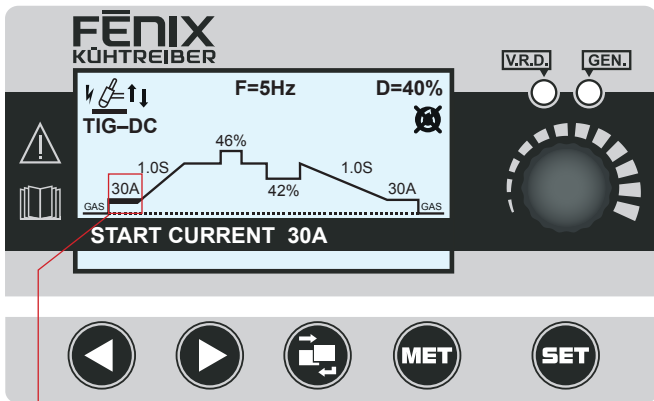 FĒNIX
KÜHTREIBER
V.R.D. GEN.
F=5Hz D=40%
TIG–DC
46%
1.0S 1.0S
42%
30A 30A
GAS GAS
START CURRENT 30A
MET SET